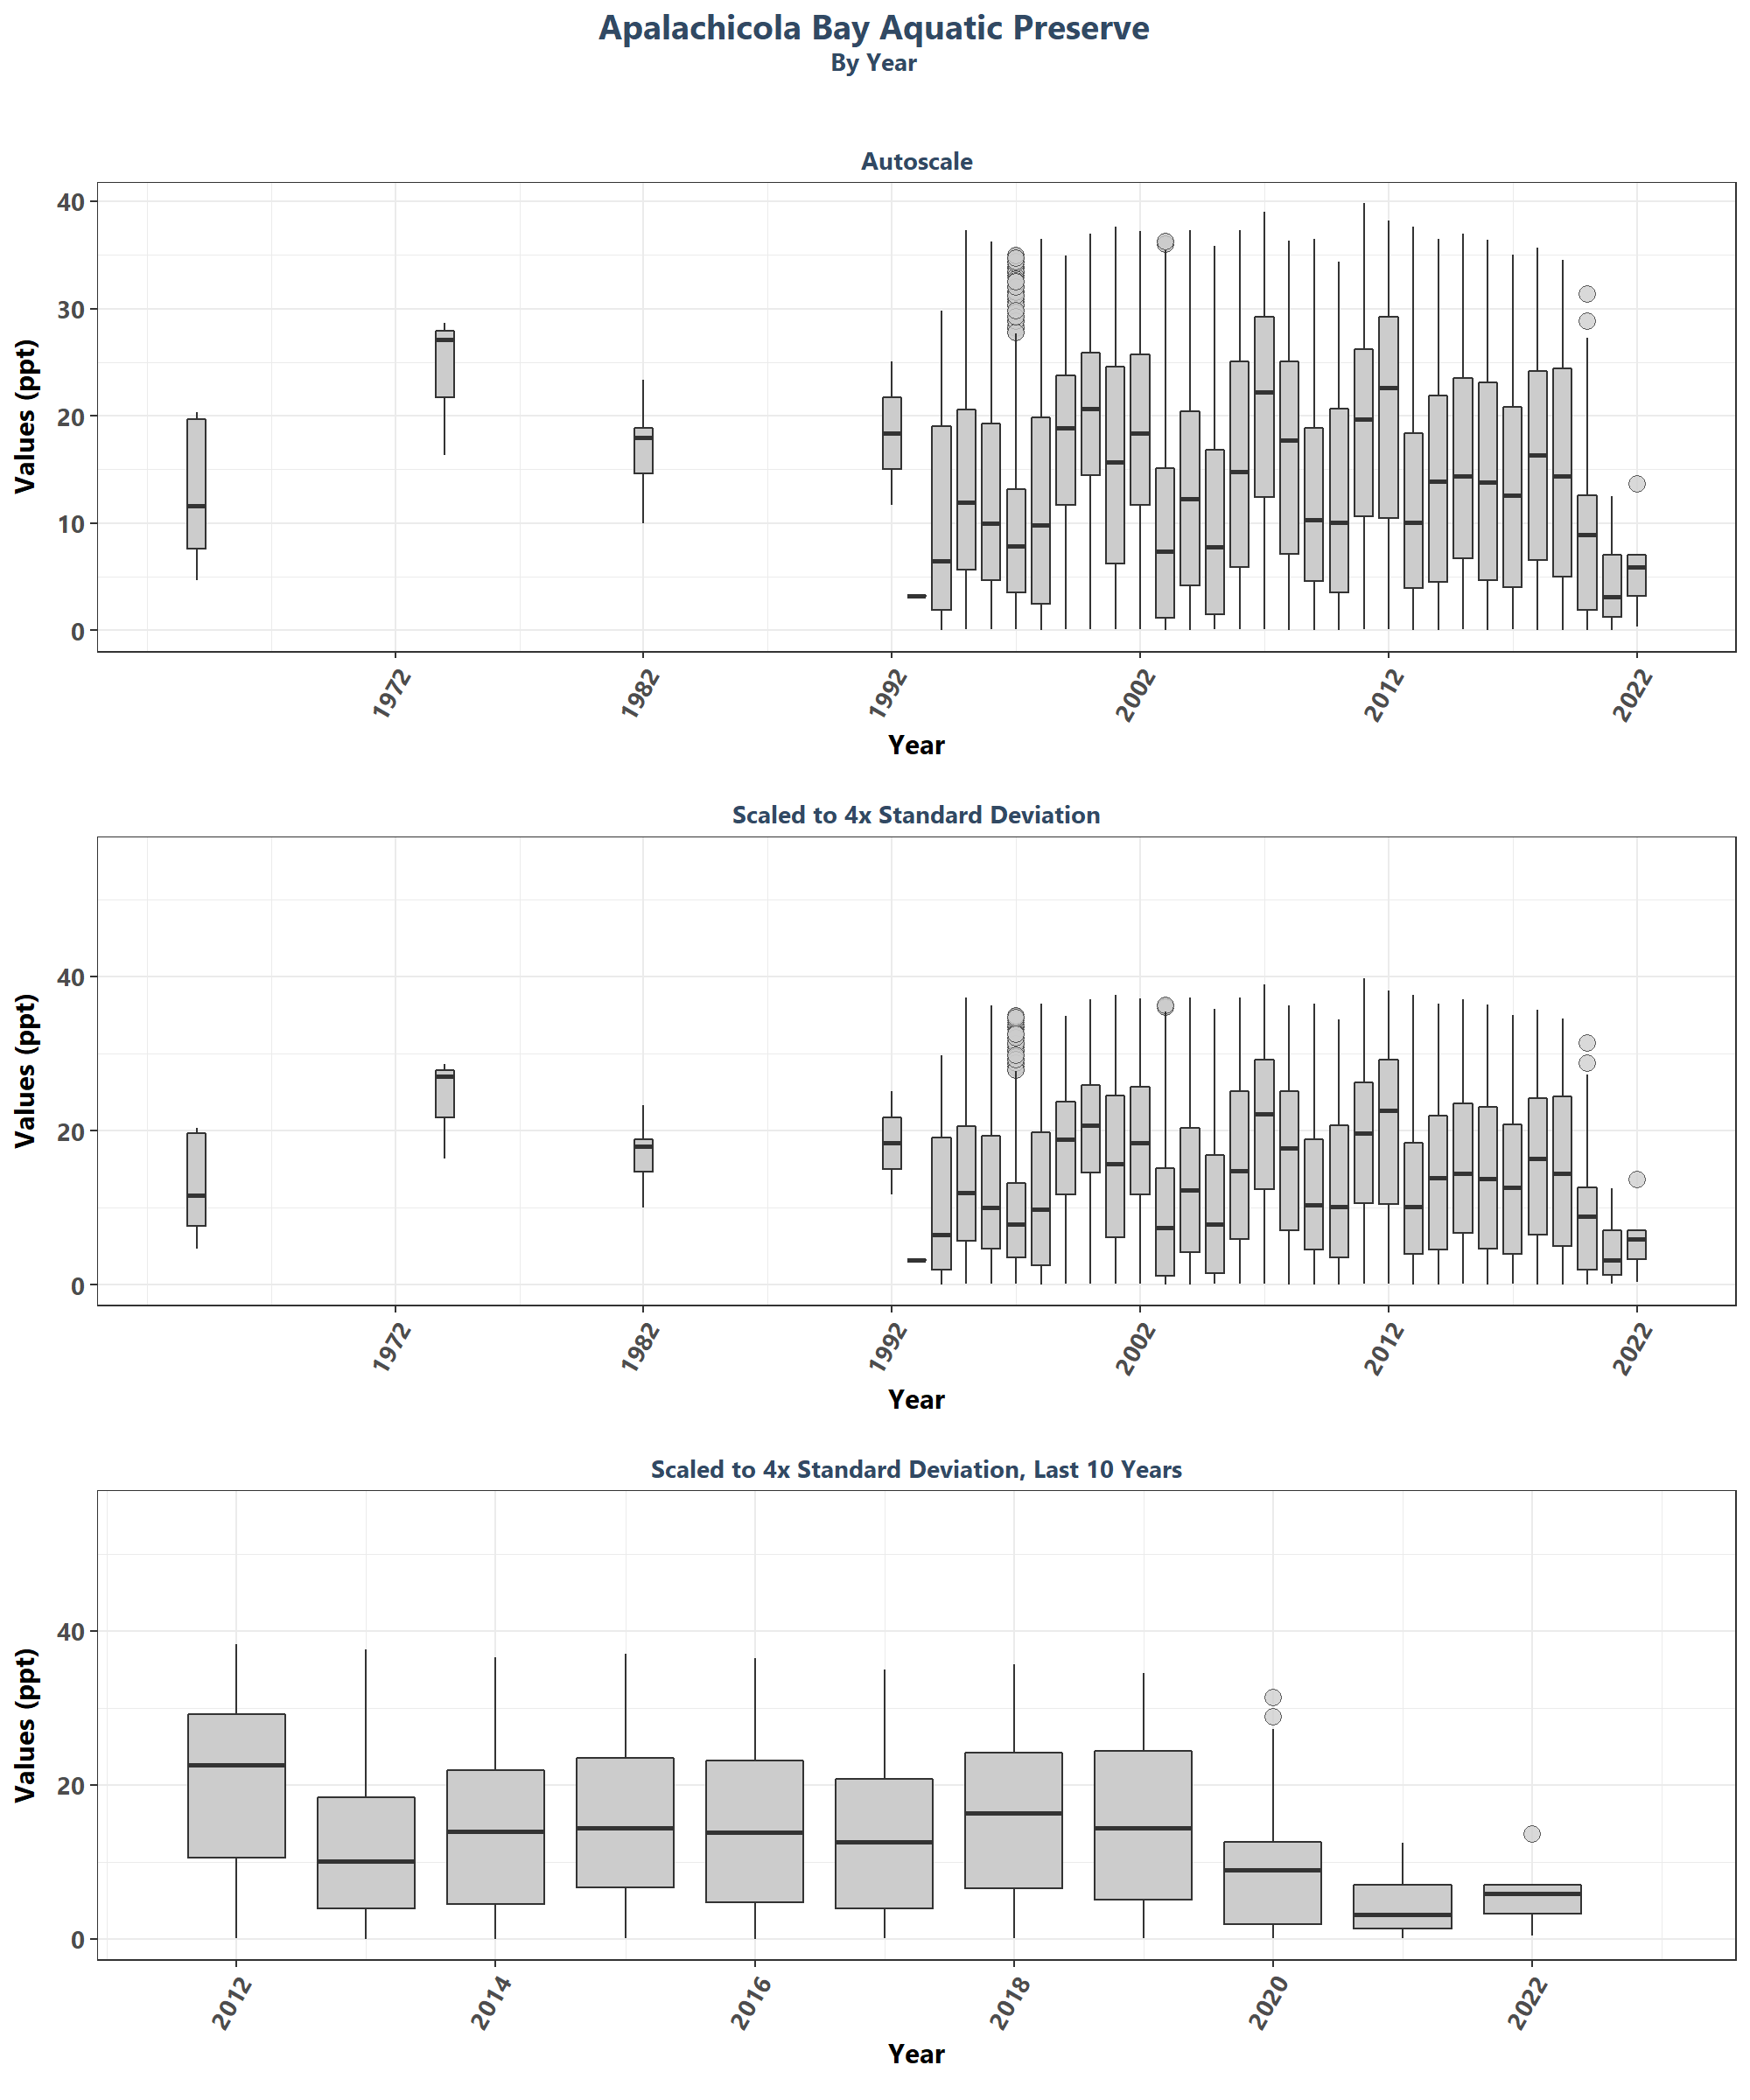 Apalachicola Bay Aquatic Preserve
By Year
Autoscale
Values (ppt)
40
30
20
10
0
1972 1982 1992 2002 2012 2022
Year
Scaled to 4x Standard Deviation
Values (ppt)
40
20
0
1972 1982 1992 2002 2012 2022
Year
Scaled to 4x Standard Deviation, Last 10 Years
Values (ppt)
40
20
0
2012 2014 2016 2018 2020 2022
Year